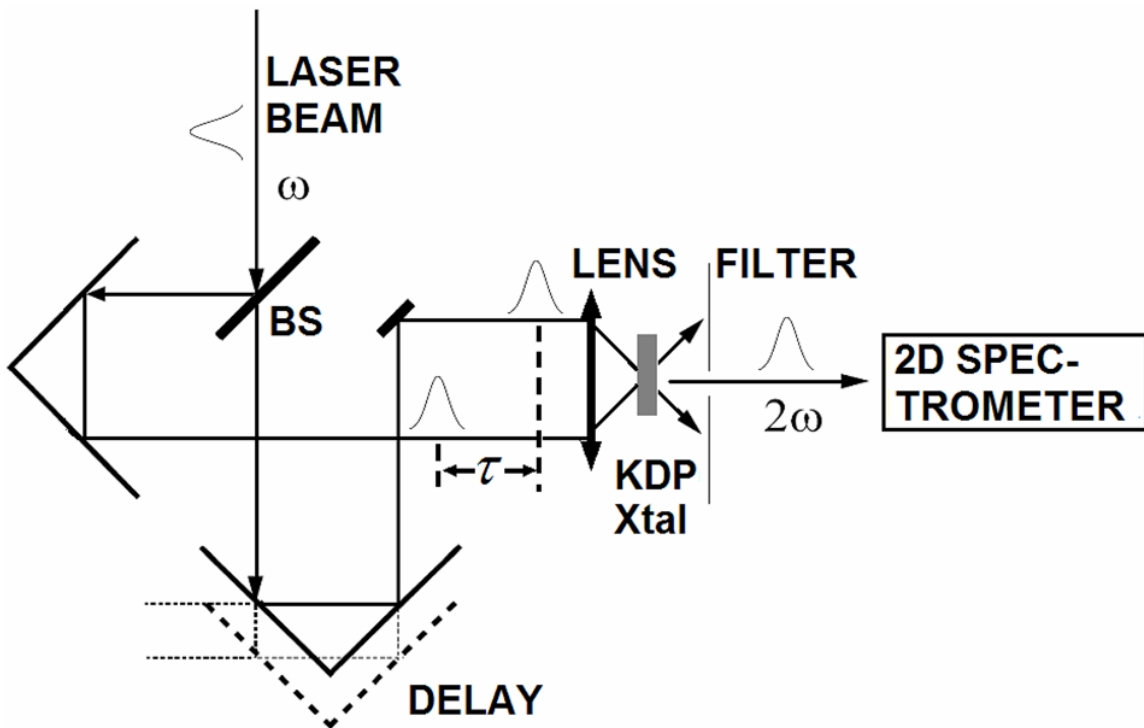 LASER
BEAM
ω
BS
LENS
FILTER
2D SPEC-
TROMETER
2ω
τ
KDP
Xtal
DELAY